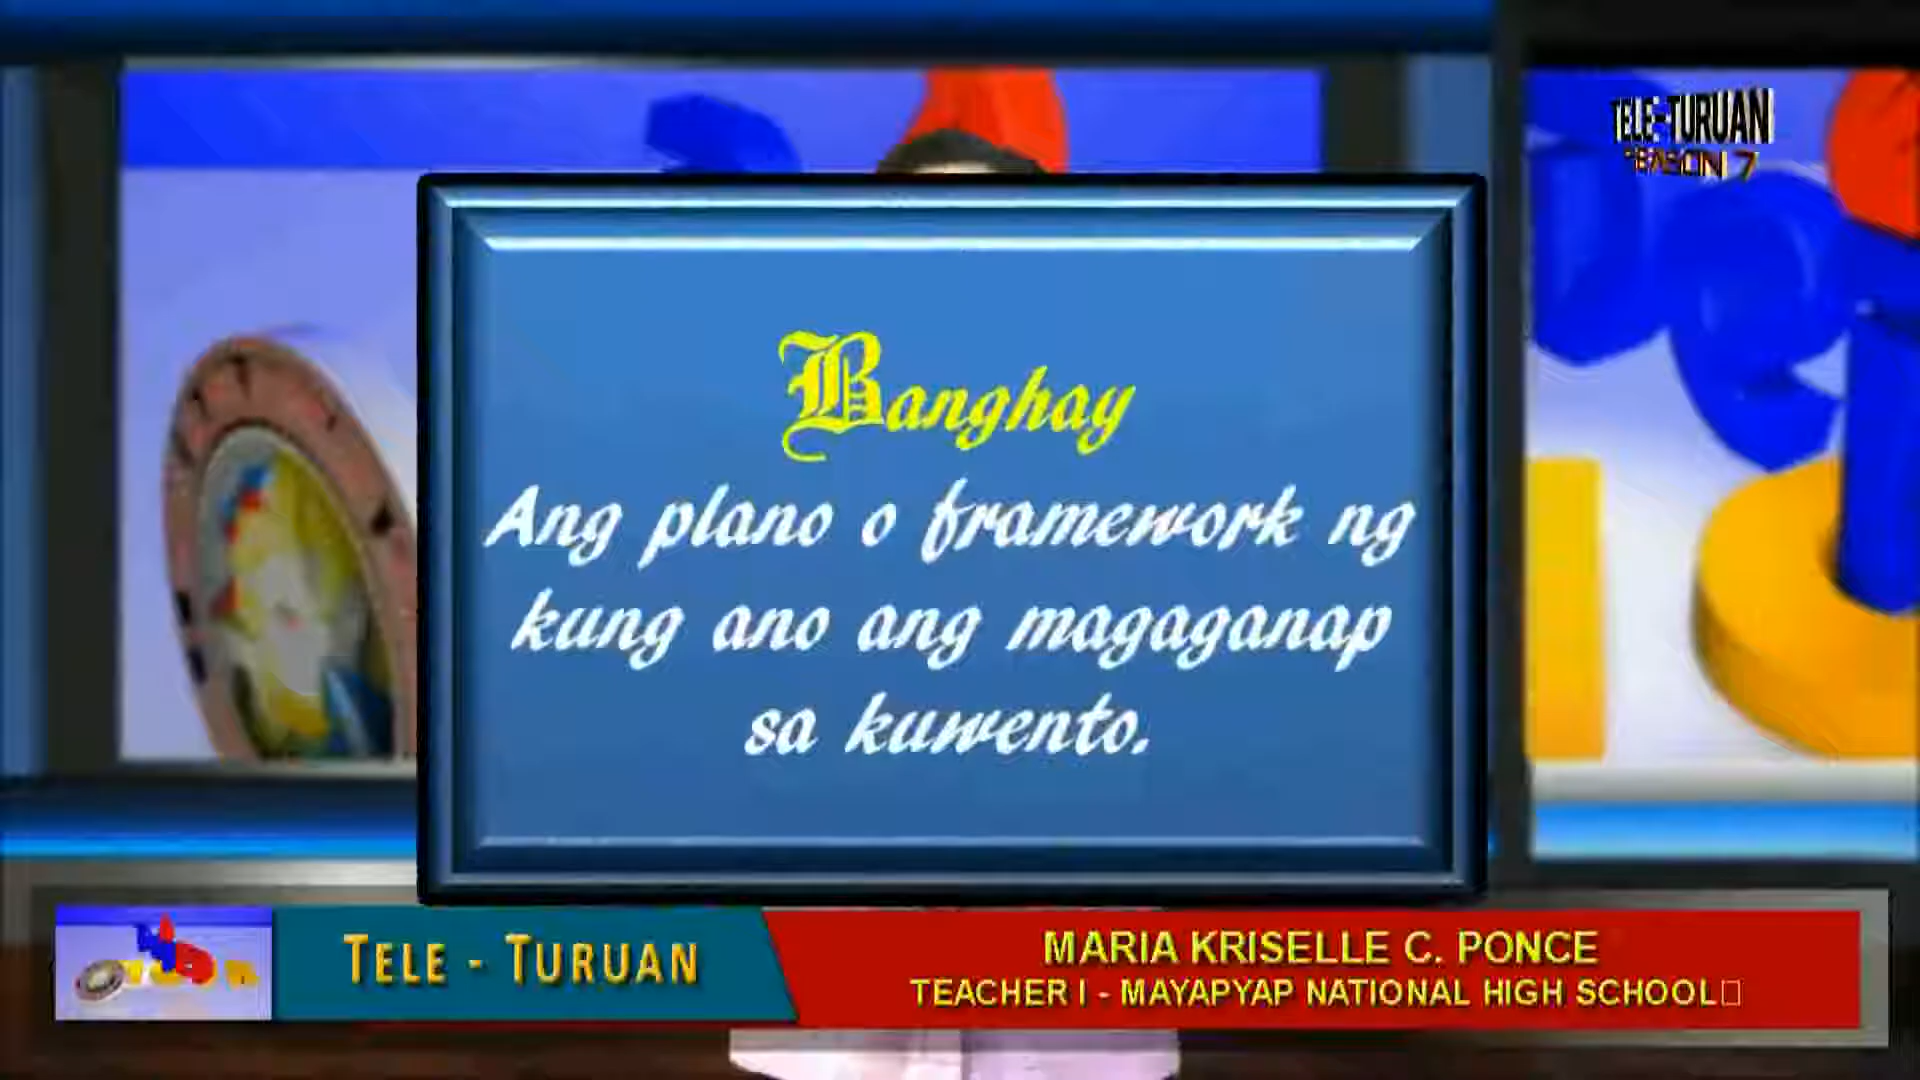 TELE-TURUAN
SEASON 7
Banghay
Ang plano o framework ng
kung ano ang magaganap
sa kuwento.
TELE - TURUAN
MARIA KRISELLE C. PONCE
TEACHER I - MAYAPYAP NATIONAL HIGH SCHOOL